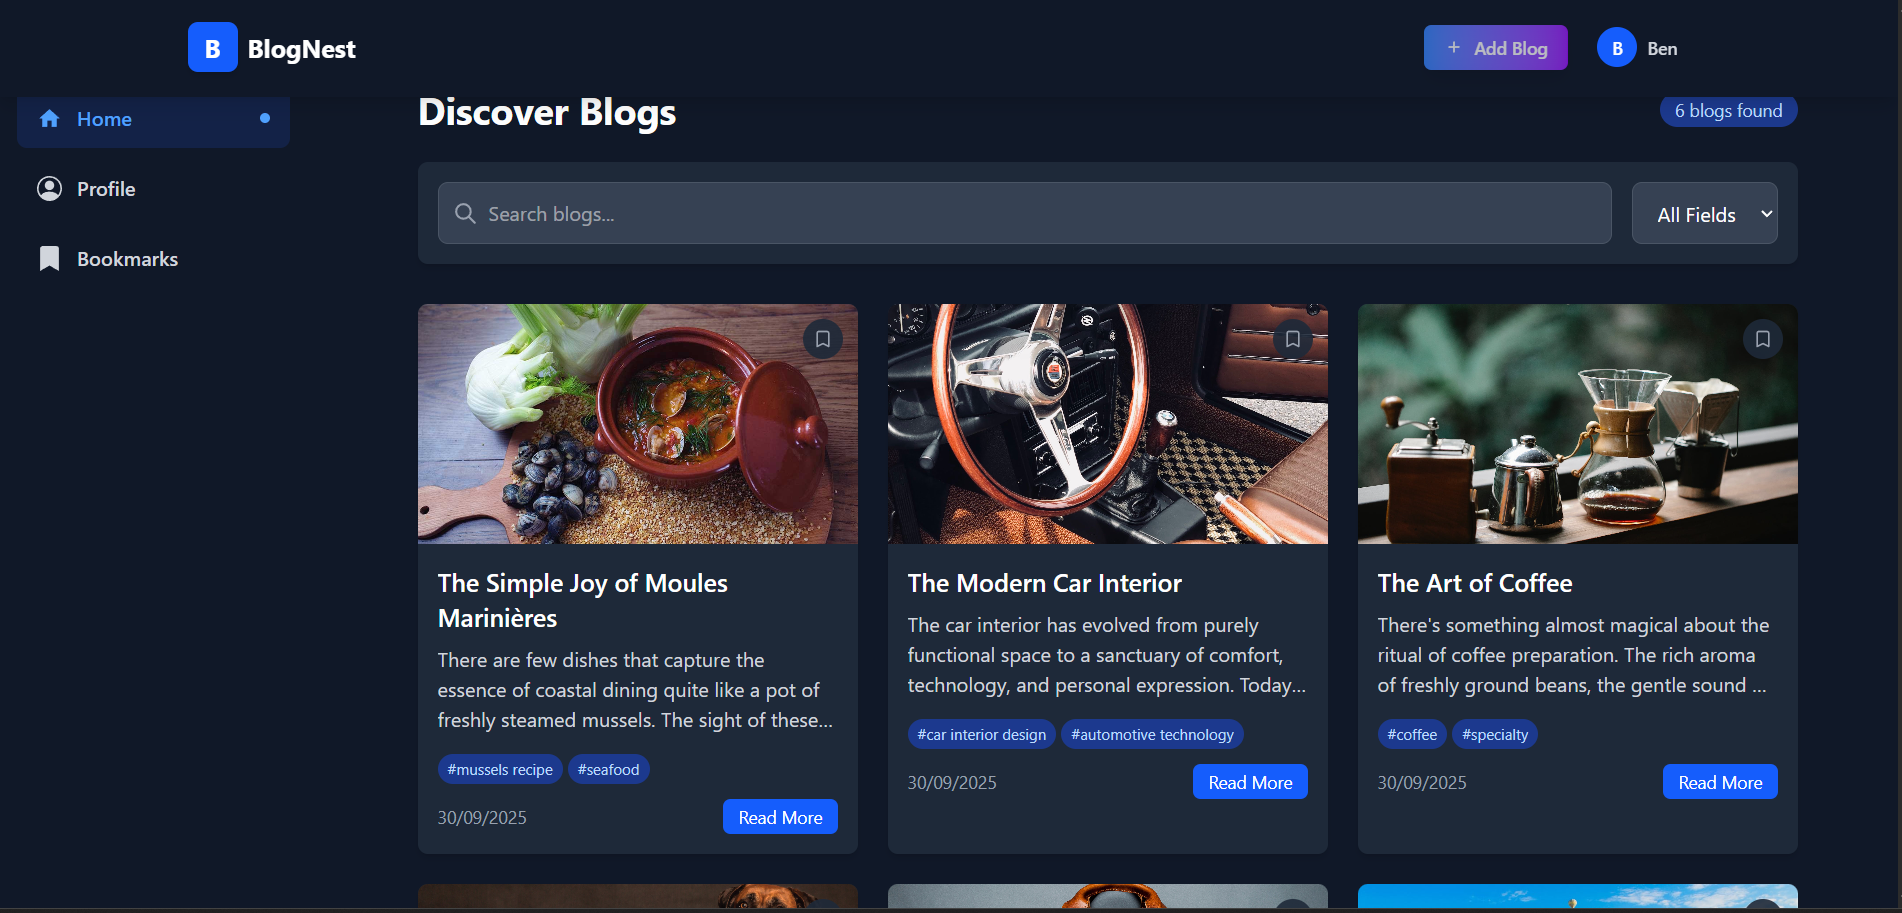 B BlogNest
+ Add Blog
B Ben
Home
Profile
Bookmarks
Discover Blogs
6 blogs found
Search blogs...
All Fields
The Simple Joy of Moules
Marinières
There are few dishes that capture the
essence of coastal dining quite like a pot of
freshly steamed mussels. The sight of these...
#mussels recipe #seafood
30/09/2025
Read More
The Modern Car Interior
The car interior has evolved from purely
functional space to a sanctuary of comfort,
technology, and personal expression. Today...
#car interior design #automotive technology
30/09/2025
Read More
The Art of Coffee
There's something almost magical about the
ritual of coffee preparation. The rich aroma
of freshly ground beans, the gentle sound ...
#coffee #specialty
30/09/2025
Read More